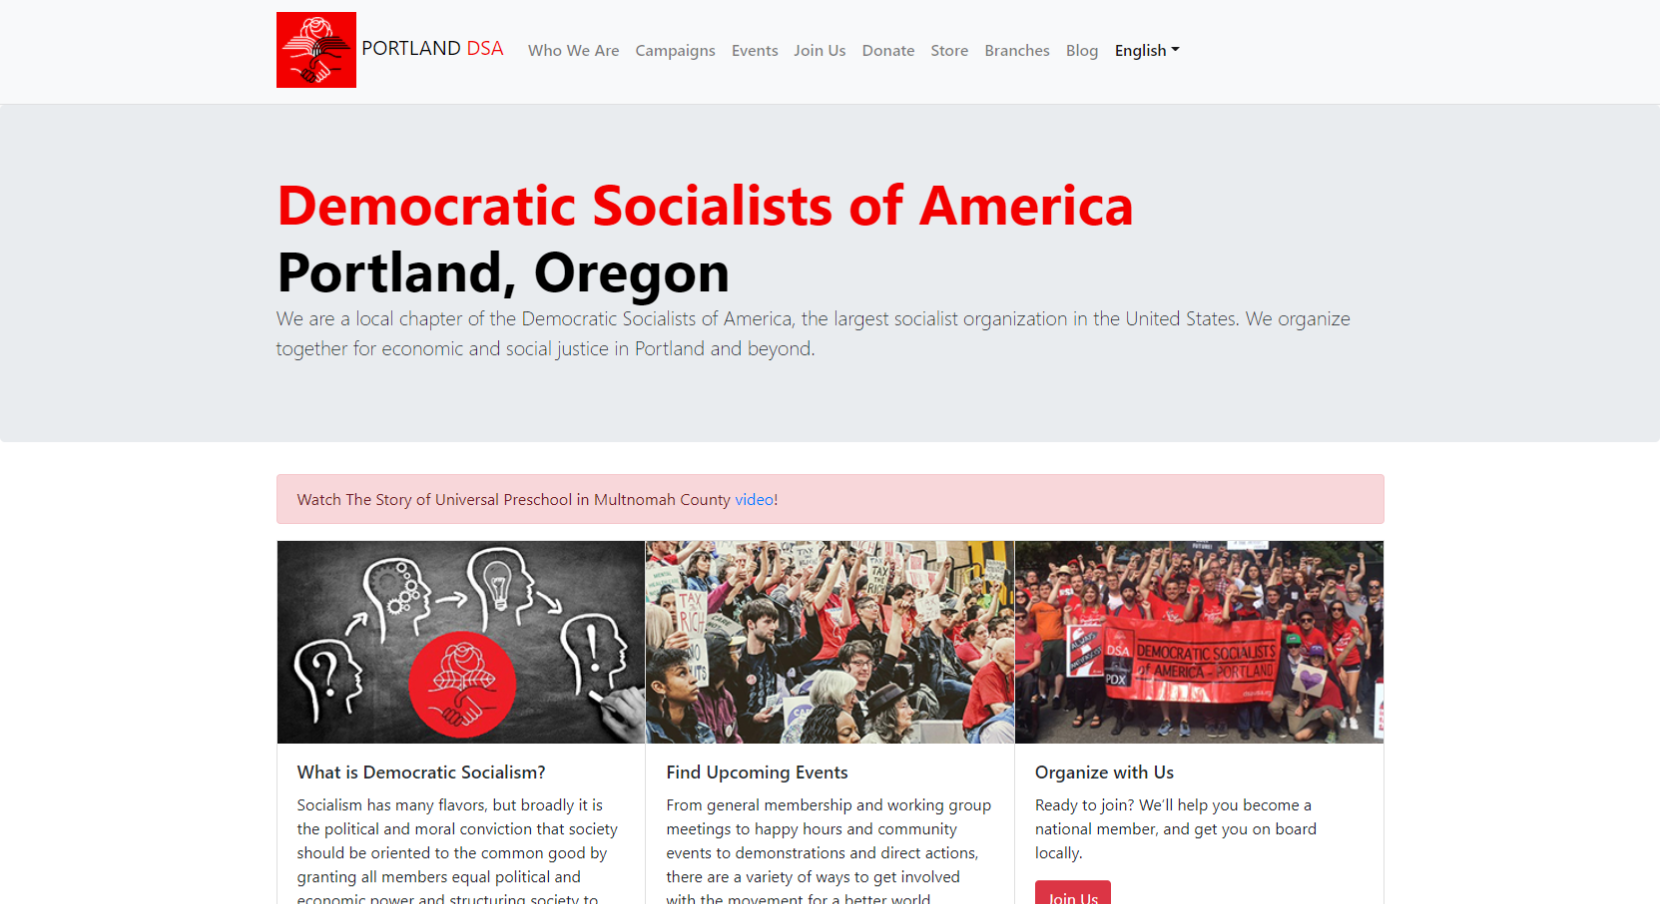 PORTLAND DSA
Who We Are
Campaigns
Events
Join Us
Donate
Store
Branches
Blog
English
Democratic Socialists of America
Portland, Oregon
We are a local chapter of the Democratic Socialists of America, the largest socialist organization in the United States. We organize
together for economic and social justice in Portland and beyond.
Watch The Story of Universal Preschool in Multnomah County video!
?
!
TAX
THE
RICH
TAX
RICH
DSA
PDX
DEMOCRATIC SOCIALISTS
of AMERICA - PORTLAND
What is Democratic Socialism?
Socialism has many flavors, but broadly it is
the political and moral conviction that society
should be oriented to the common good by
granting all members equal political and
economic power and structuring society to
Find Upcoming Events
From general membership and working group
meetings to happy hours and community
events to demonstrations and direct actions,
there are a variety of ways to get involved
with the movement for a better world.
Organize with Us
Ready to join? We'll help you become a
national member, and get you on board
locally.
Join Us